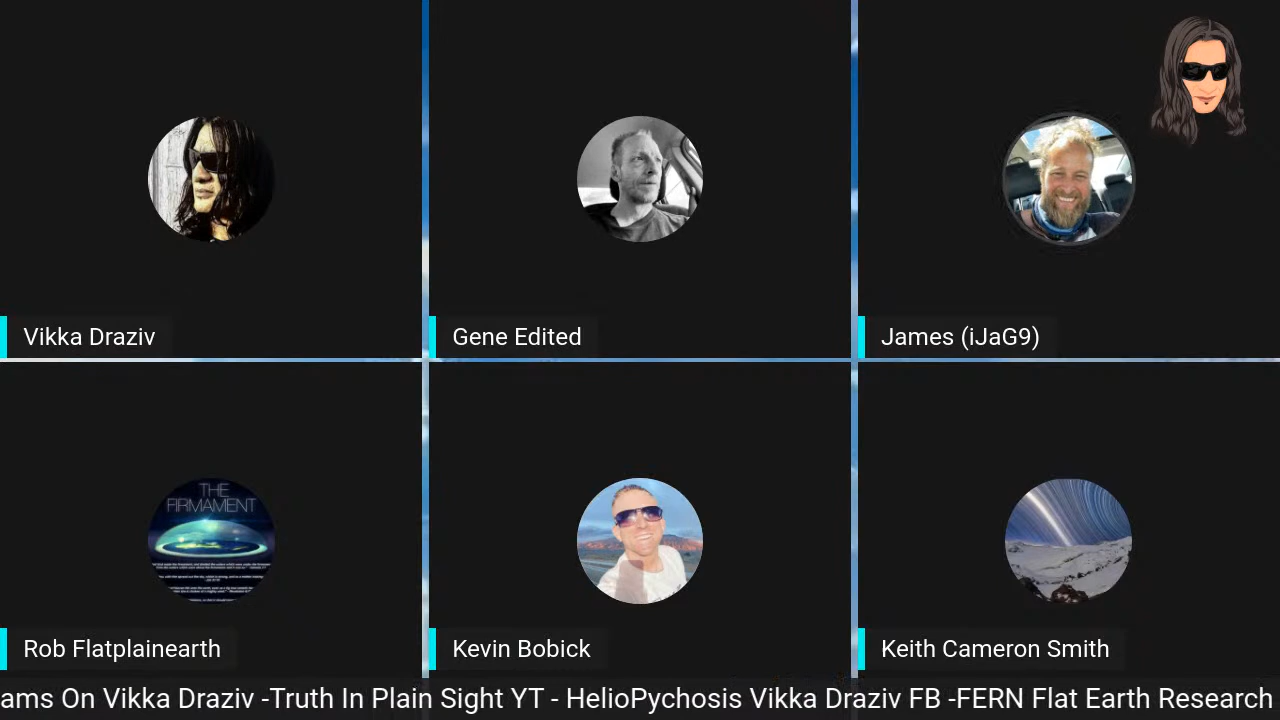 Vikka Draziv
Gene Edited
James (iJaG9)
THE
FIRMAMENT
Rob Flatplainearth
Kevin Bobick
Keith Cameron Smith
ams On Vikka Draziv -Truth In Plain Sight YT - HelioPychosis Vikka Draziv FB -FERN Flat Earth Research